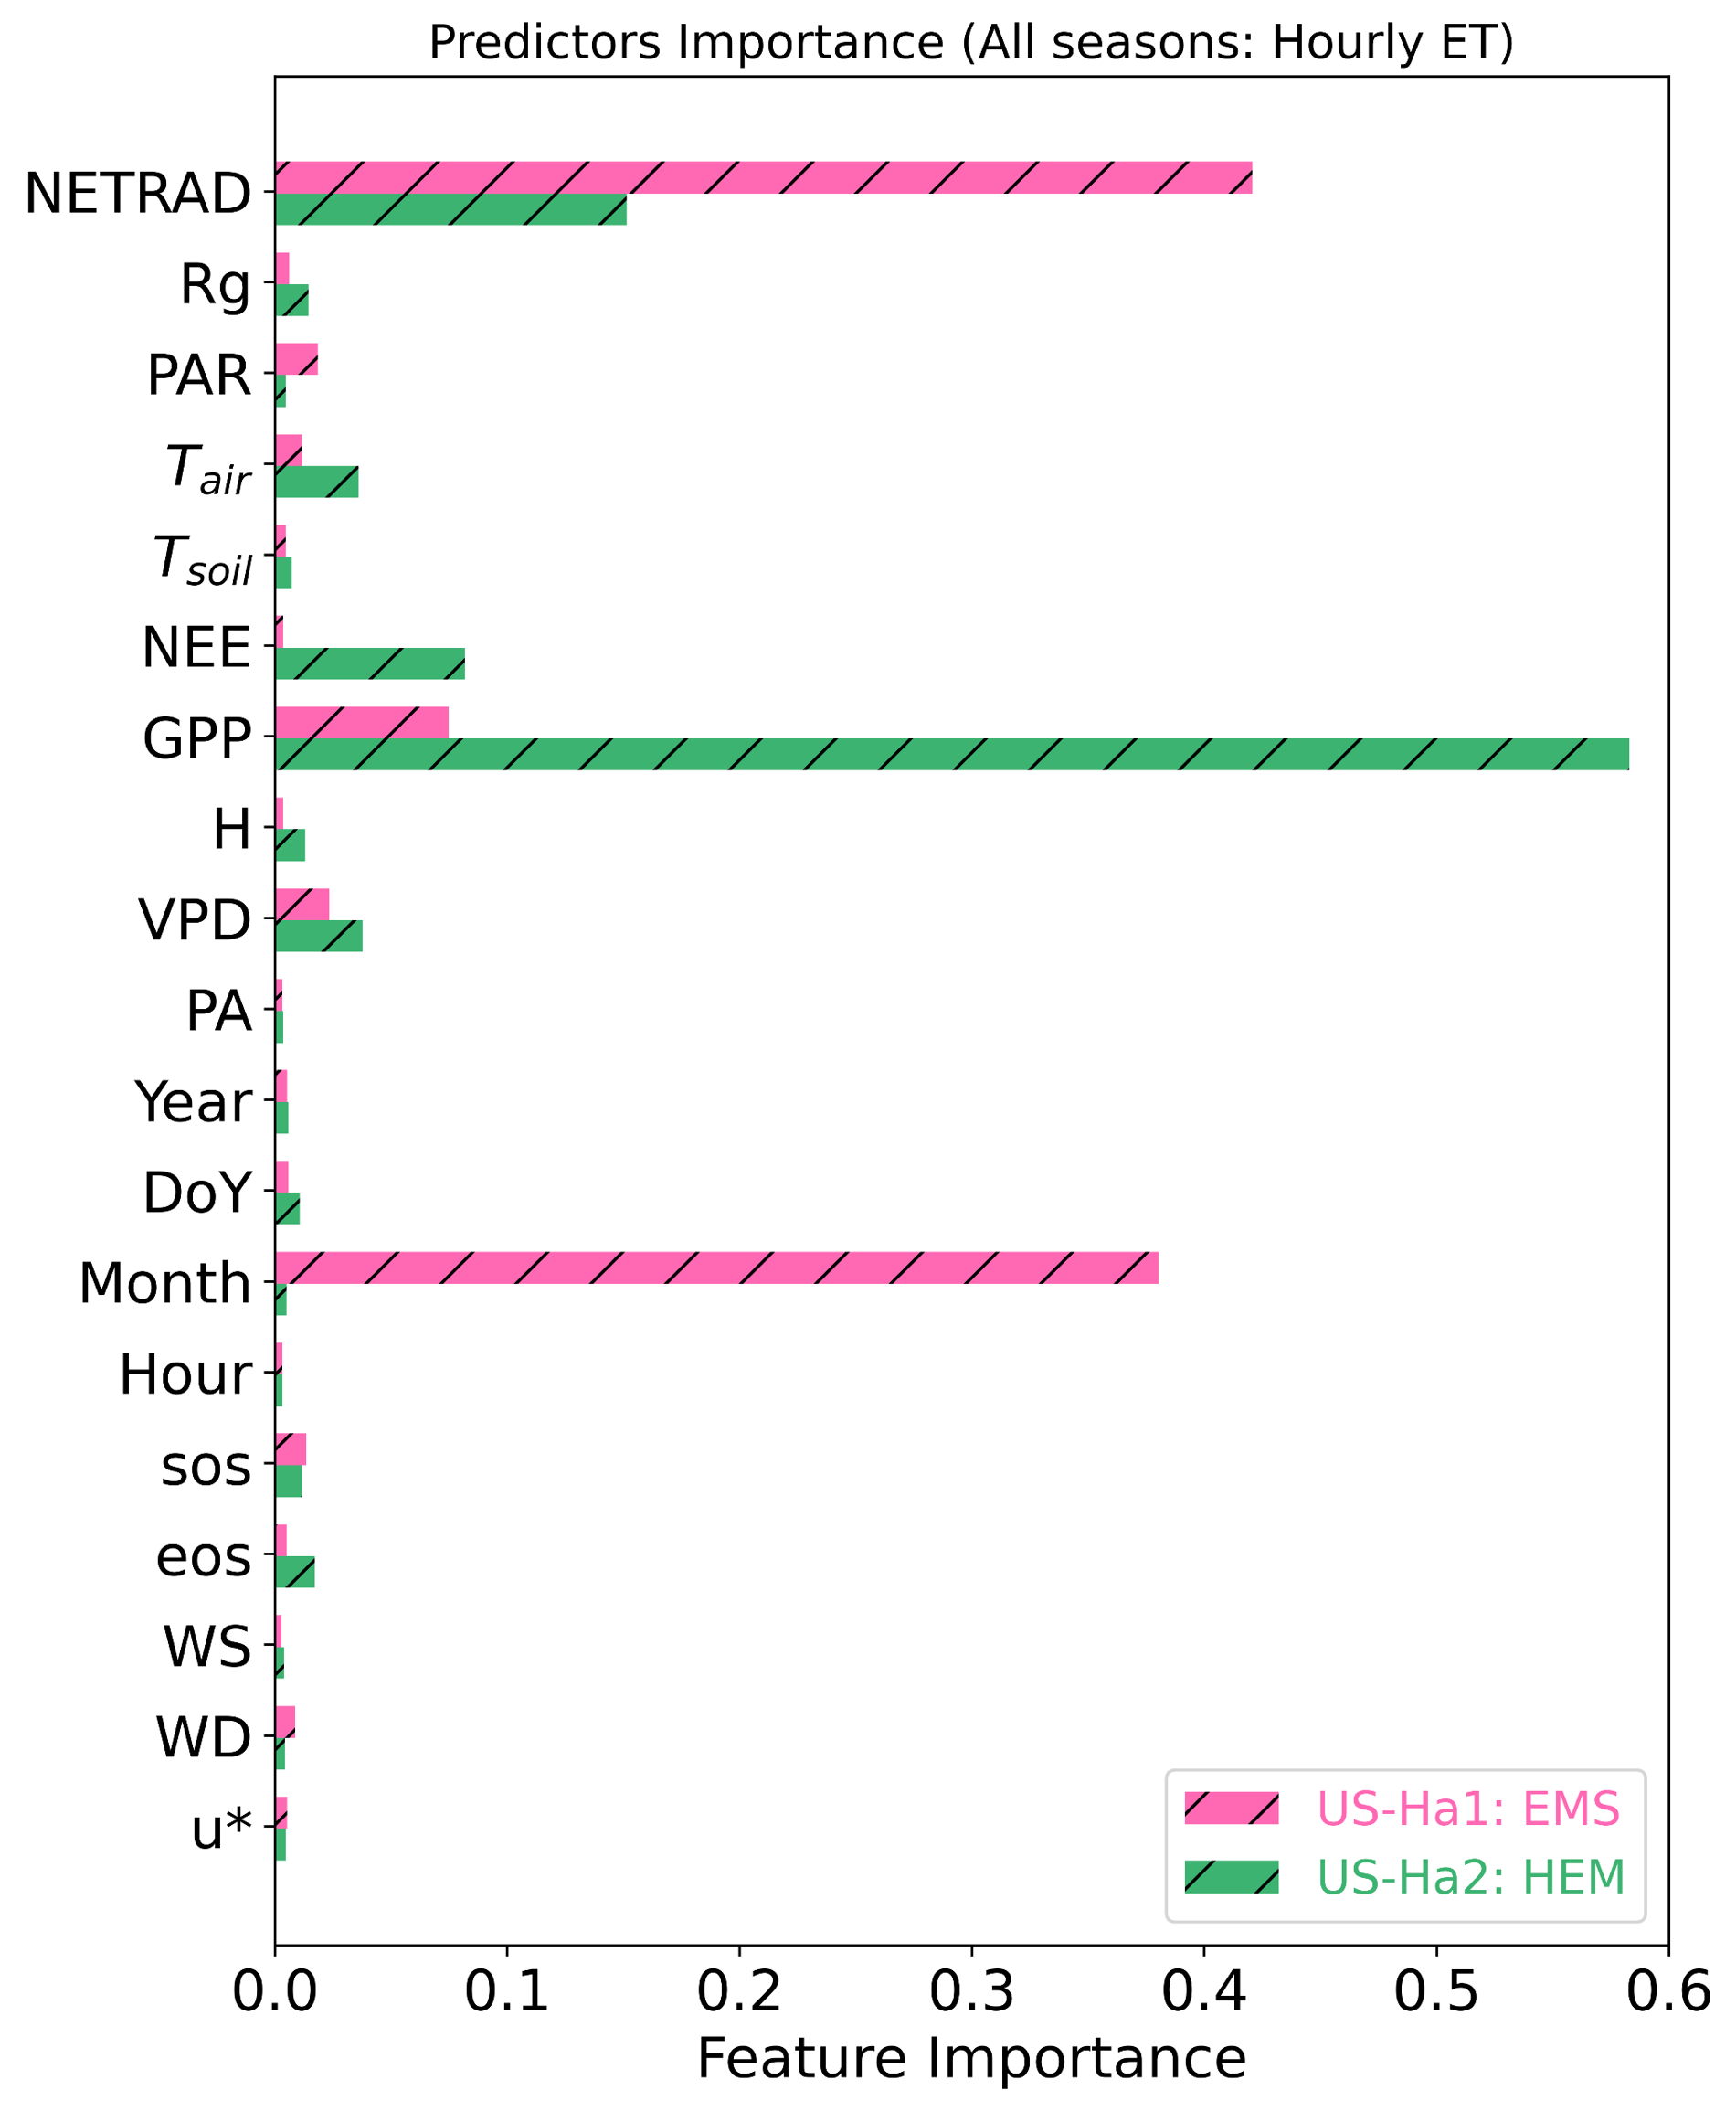 Predictors Importance (All seasons: Hourly ET)
NETRAD
Rg
PAR
T_air
T_soil
NEE
GPP
H
VPD
PA
Year
DoY
Month
Hour
sos
eos
WS
WD
u*
US-Ha1: EMS
US-Ha2: HEM
0.0 0.1 0.2 0.3 0.4 0.5 0.6
Feature Importance